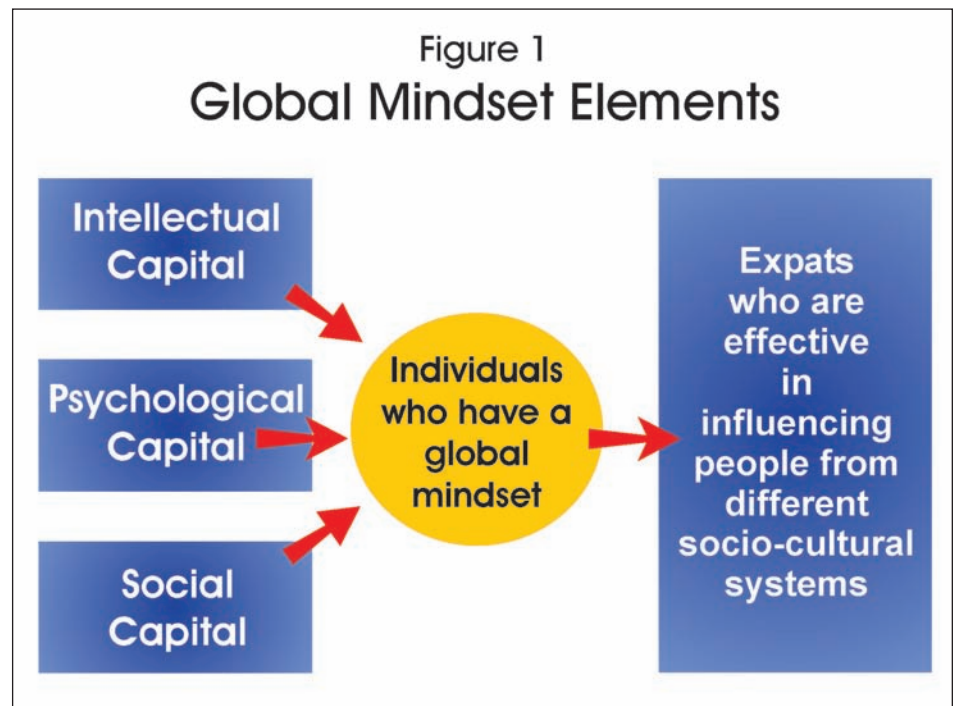 Figure 1
Global Mindset Elements
Intellectual
Capital
Psychological
Capital
Social
Capital
Individuals
who have a
global
mindset
Expats
who are
effective
in
influencing
people from
different
socio-cultural
systems